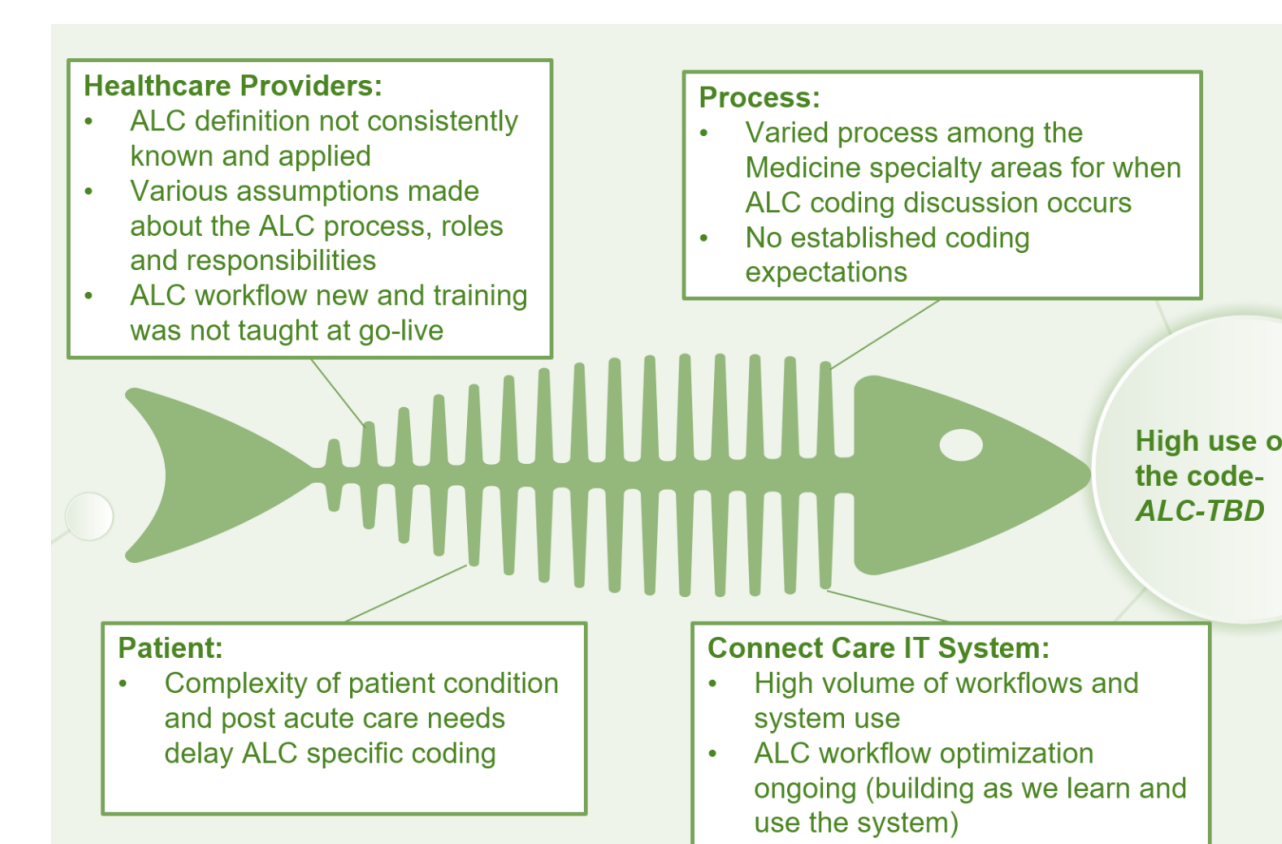 Healthcare Providers:
• ALC definition not consistently
known and applied
• Various assumptions made
about the ALC process, roles
and responsibilities
• ALC workflow new and training
was not taught at go-live
Process:
• Varied process among the
Medicine specialty areas for when
ALC coding discussion occurs
• No established coding
expectations
High use o
the code-
ALC-TBD
Patient:
• Complexity of patient condition
and post acute care needs
delay ALC specific coding
Connect Care IT System:
• High volume of workflows and
system use
• ALC workflow optimization
ongoing (building as we learn and
use the system)